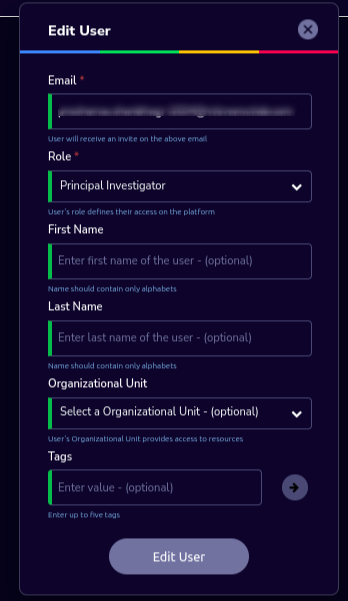 Edit User
Email *
User will receive an invite on the above email
Role *
Principal Investigator
User's role defines their access on the platform
First Name
Enter first name of the user - (optional)
Name should contain only alphabets
Last Name
Enter last name of the user - (optional)
Name should contain only alphabets
Organizational Unit
Select a Organizational Unit - (optional)
User's Organizational Unit provides access to resources
Tags
Enter value - (optional)
Enter up to five tags
Edit User